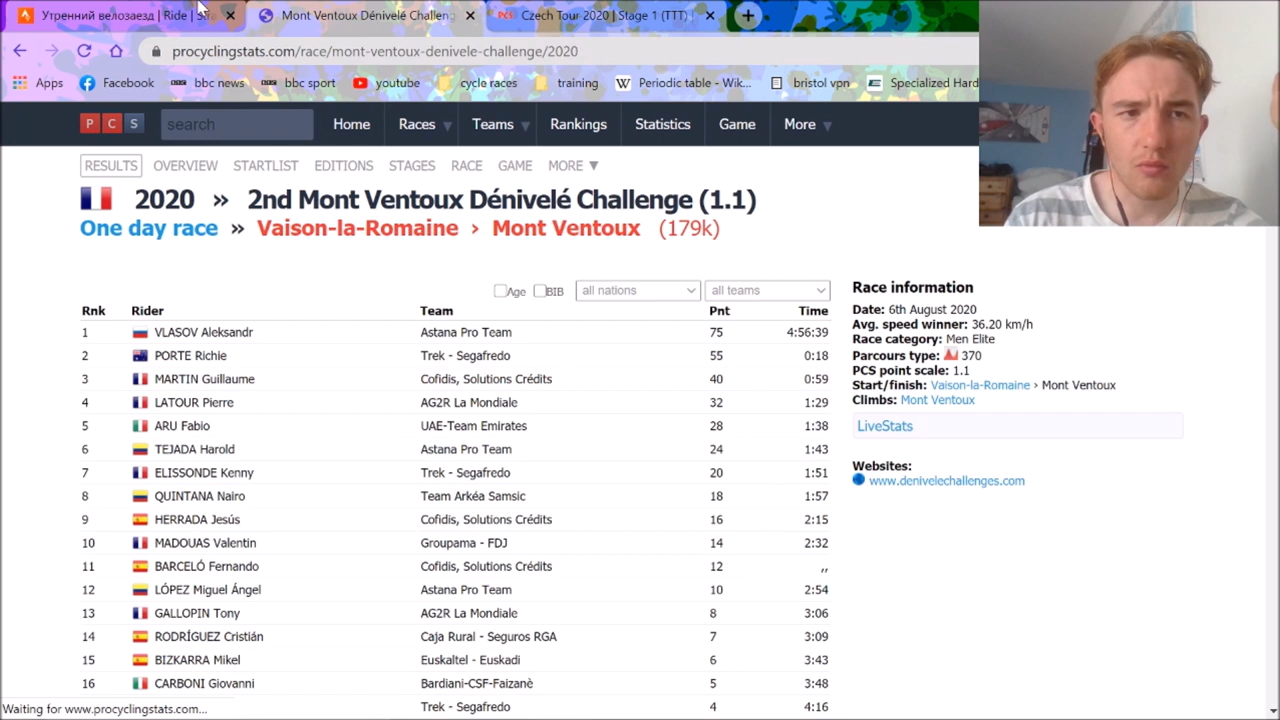 Утренний велозаезд | Ride | Stra
Mont Ventoux Dénivelé Challeng
PCS Czech Tour 2020 | Stage 1 (TTT) |
procyclingstats.com/race/mont-ventoux-denivele-challenge/2020
Apps Facebook bbc news bbc sport youtube cycle races training Periodic table - Wik... bristol vpn Specialized Hard
P C S search Home Races Teams Rankings Statistics Game More
RESULTS OVERVIEW STARTLIST EDITIONS STAGES RACE GAME MORE ▼
2020 » 2nd Mont Ventoux Dénivelé Challenge (1.1)
One day race » Vaison-la-Romaine › Mont Ventoux (179k)
Age BIB all nations all teams
Rnk Rider Team Pnt Time
1 VLASOV Aleksandr Astana Pro Team 75 4:56:39
2 PORTE Richie Trek - Segafredo 55 0:18
3 MARTIN Guillaume Cofidis, Solutions Crédits 40 0:59
4 LATOUR Pierre AG2R La Mondiale 32 1:29
5 ARU Fabio UAE-Team Emirates 28 1:38
6 TEJADA Harold Astana Pro Team 24 1:43
7 ELISSONDE Kenny Trek - Segafredo 20 1:51
8 QUINTANA Nairo Team Arkéa Samsic 18 1:57
9 HERRADA Jesús Cofidis, Solutions Crédits 16 2:15
10 MADOUAS Valentin Groupama - FDJ 14 2:32
11 BARCELÓ Fernando Cofidis, Solutions Crédits 12 ,,
12 LÓPEZ Miguel Ángel Astana Pro Team 10 2:54
13 GALLOPIN Tony AG2R La Mondiale 8 3:06
14 RODRÍGUEZ Cristián Caja Rural - Seguros RGA 7 3:09
15 BIZKARRA Mikel Euskaltel - Euskadi 6 3:43
16 CARBONI Giovanni Bardiani-CSF-Faizanè 5 3:48
Trek - Segafredo 4 4:16
Race information
Date: 6th August 2020
Avg. speed winner: 36.20 km/h
Race category: Men Elite
Parcours type: 370
PCS point scale: 1.1
Start/finish: Vaison-la-Romaine › Mont Ventoux
Climbs: Mont Ventoux
LiveStats
Websites:
www.denivelechallenges.com
Waiting for www.procyclingstats.com...